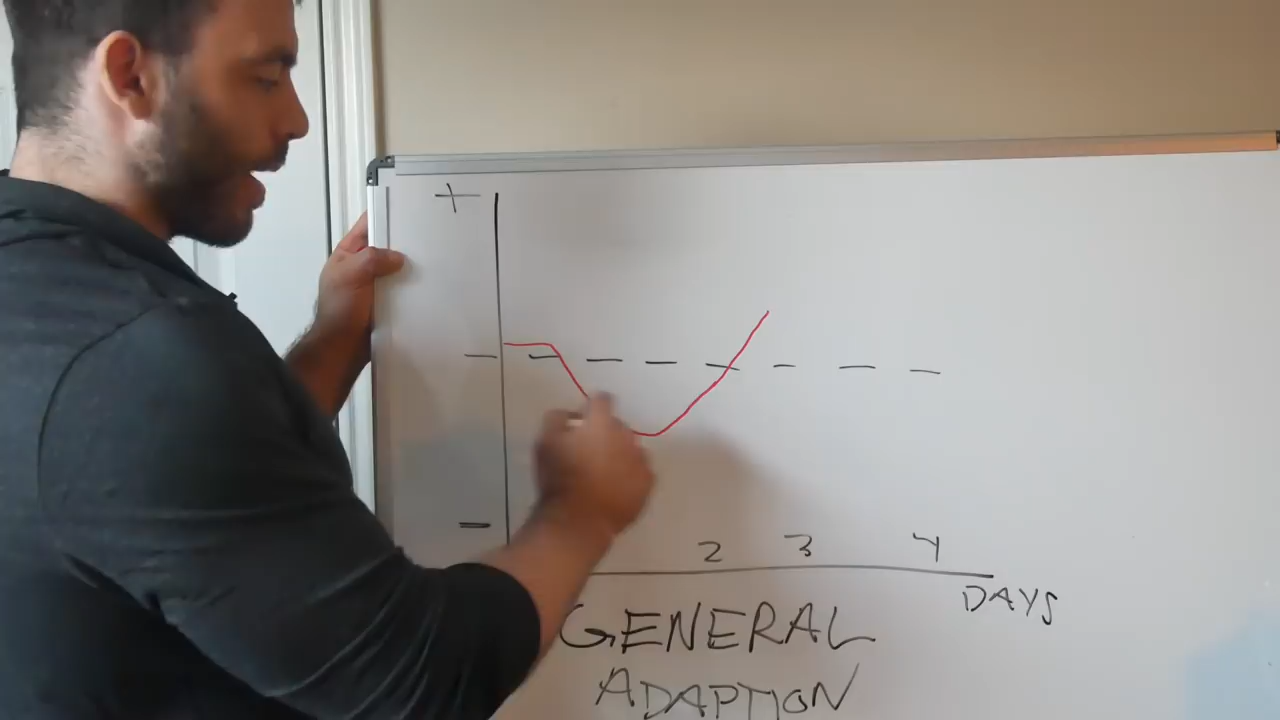 +
–
–
2 3 4
DAYS
GENERAL
ADAPTION